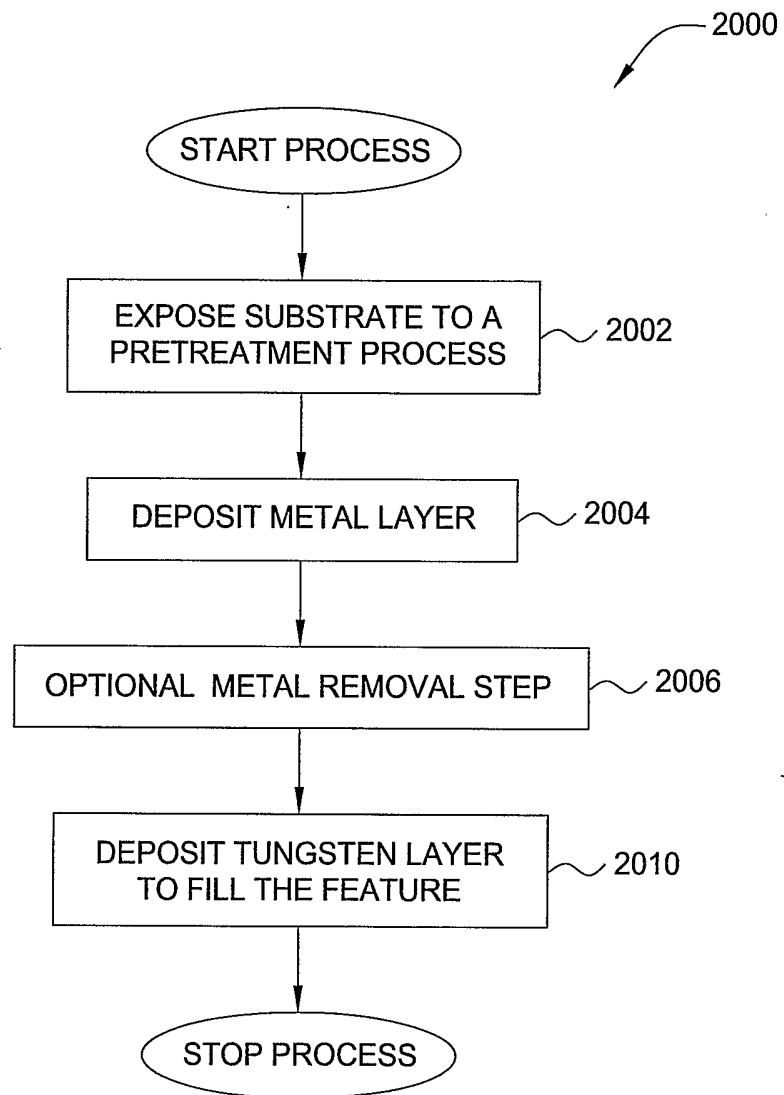 2000
START PROCESS
EXPOSE SUBSTRATE TO A
PRETREATMENT PROCESS
2002
DEPOSIT METAL LAYER
2004
OPTIONAL METAL REMOVAL STEP
2006
DEPOSIT TUNGSTEN LAYER
TO FILL THE FEATURE
2010
STOP PROCESS